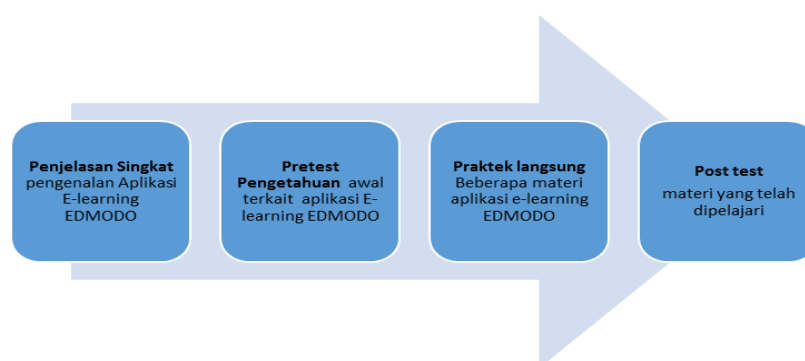 Penjelasan Singkat
pengenalan Aplikasi
E-learning
EDMODO
Pretest
Pengetahuan awal
terkait aplikasi E-
learning EDMODO
Praktek langsung
Beberapa materi
aplikasi e-learning
EDMODO
Post test
materi yang telah
dipelajari